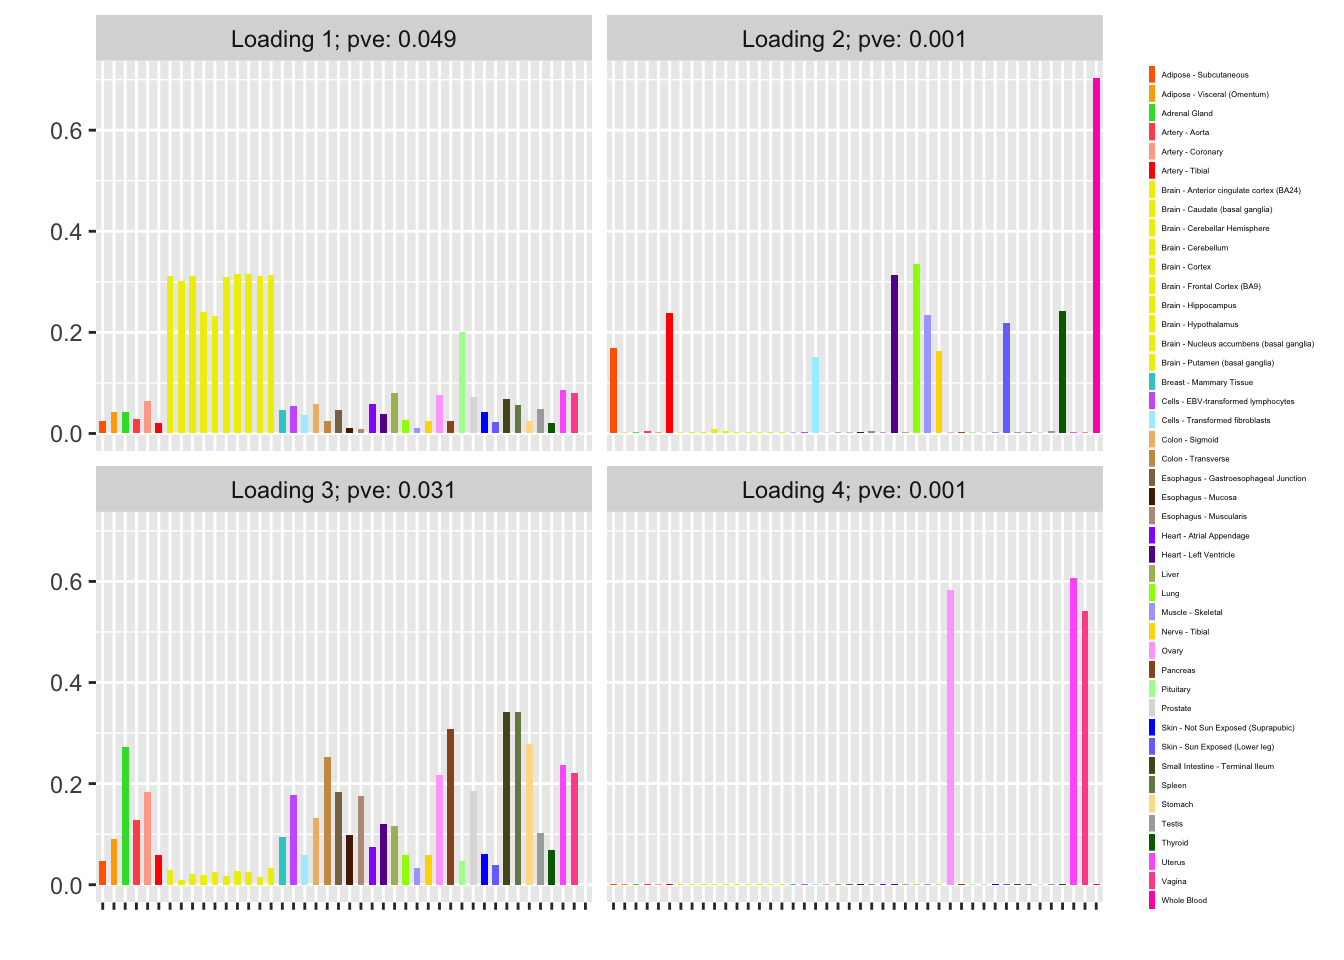 Loading 1; pve: 0.049
Loading 2; pve: 0.001
0.6
0.4
0.2
0.0
Loading 3; pve: 0.031
Loading 4; pve: 0.001
0.6
0.4
0.2
0.0
Adipose - Subcutaneous
Adipose - Visceral (Omentum)
Adrenal Gland
Artery - Aorta
Artery - Coronary
Artery - Tibial
Brain - Anterior cingulate cortex (BA24)
Brain - Caudate (basal ganglia)
Brain - Cerebellar Hemisphere
Brain - Cerebellum
Brain - Cortex
Brain - Frontal Cortex (BA9)
Brain - Hippocampus
Brain - Hypothalamus
Brain - Nucleus accumbens (basal ganglia)
Brain - Putamen (basal ganglia)
Breast - Mammary Tissue
Cells - EBV-transformed lymphocytes
Cells - Transformed fibroblasts
Colon - Sigmoid
Colon - Transverse
Esophagus - Gastroesophageal Junction
Esophagus - Mucosa
Esophagus - Muscularis
Heart - Atrial Appendage
Heart - Left Ventricle
Liver
Lung
Muscle - Skeletal
Nerve - Tibial
Ovary
Pancreas
Pituitary
Prostate
Skin - Not Sun Exposed (Suprapubic)
Skin - Sun Exposed (Lower leg)
Small Intestine - Terminal Ileum
Spleen
Stomach
Testis
Thyroid
Uterus
Vagina
Whole Blood